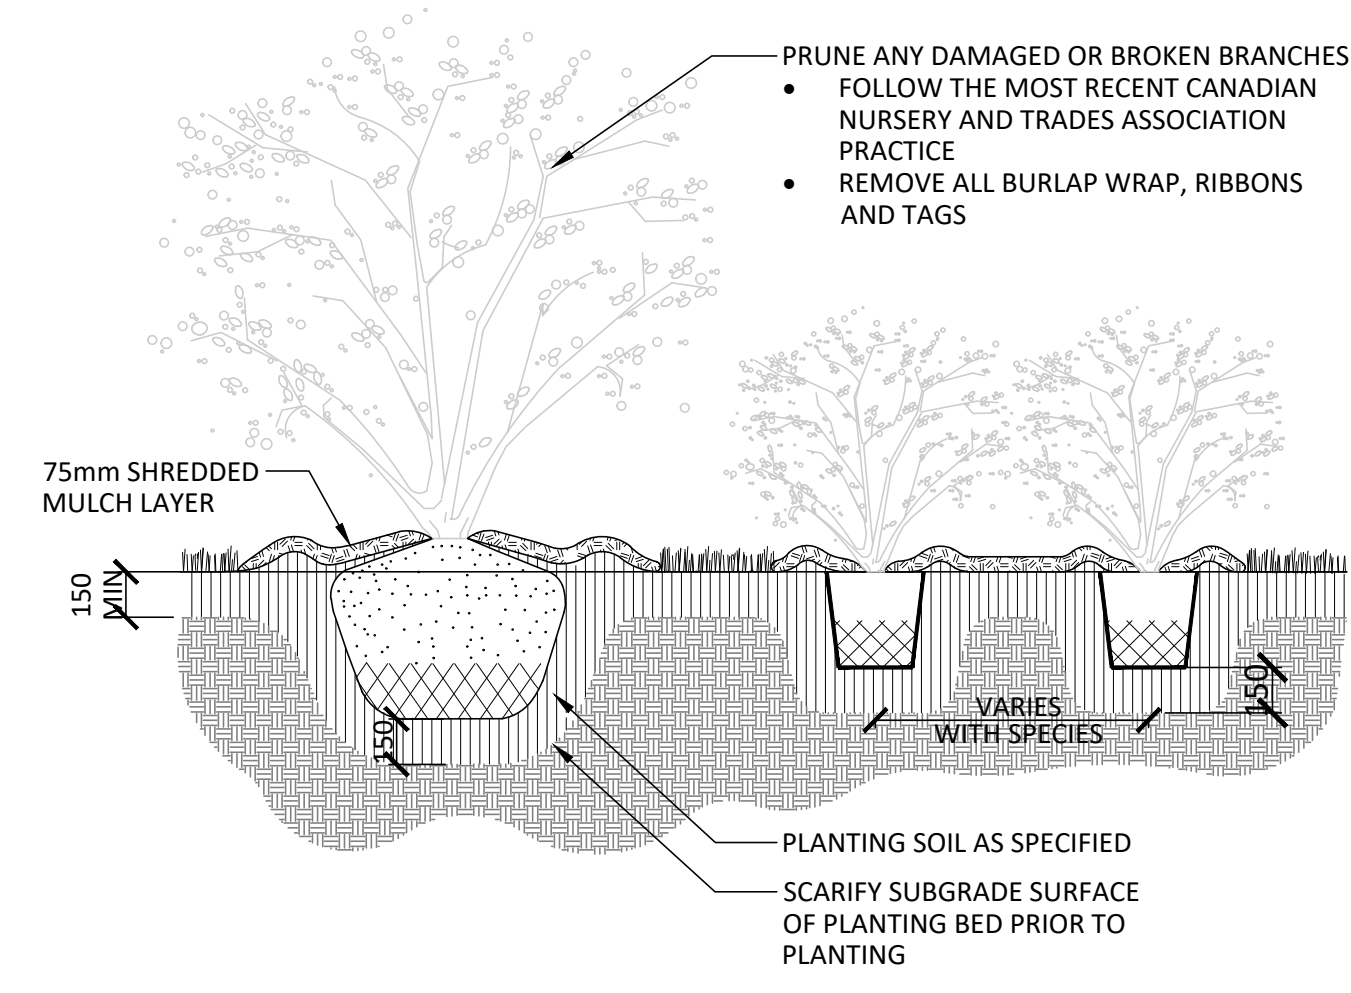 PRUNE ANY DAMAGED OR BROKEN BRANCHES
• FOLLOW THE MOST RECENT CANADIAN
NURSERY AND TRADES ASSOCIATION
PRACTICE
• REMOVE ALL BURLAP WRAP, RIBBONS
AND TAGS
75mm SHREDDED
MULCH LAYER
150
MIN
150
150
VARIES
WITH SPECIES
PLANTING SOIL AS SPECIFIED
SCARIFY SUBGRADE SURFACE
OF PLANTING BED PRIOR TO
PLANTING